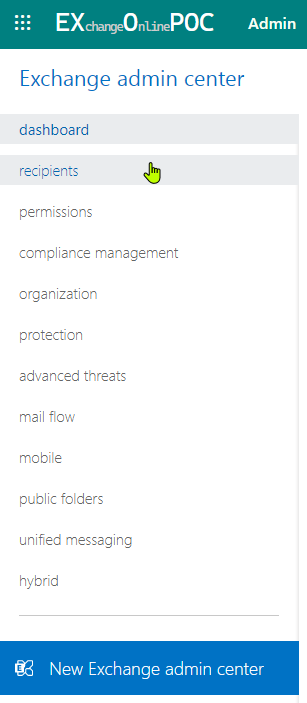 EXchangeOnlinePOC Admin
Exchange admin center
dashboard
recipients
permissions
compliance management
organization
protection
advanced threats
mail flow
mobile
public folders
unified messaging
hybrid
New Exchange admin center